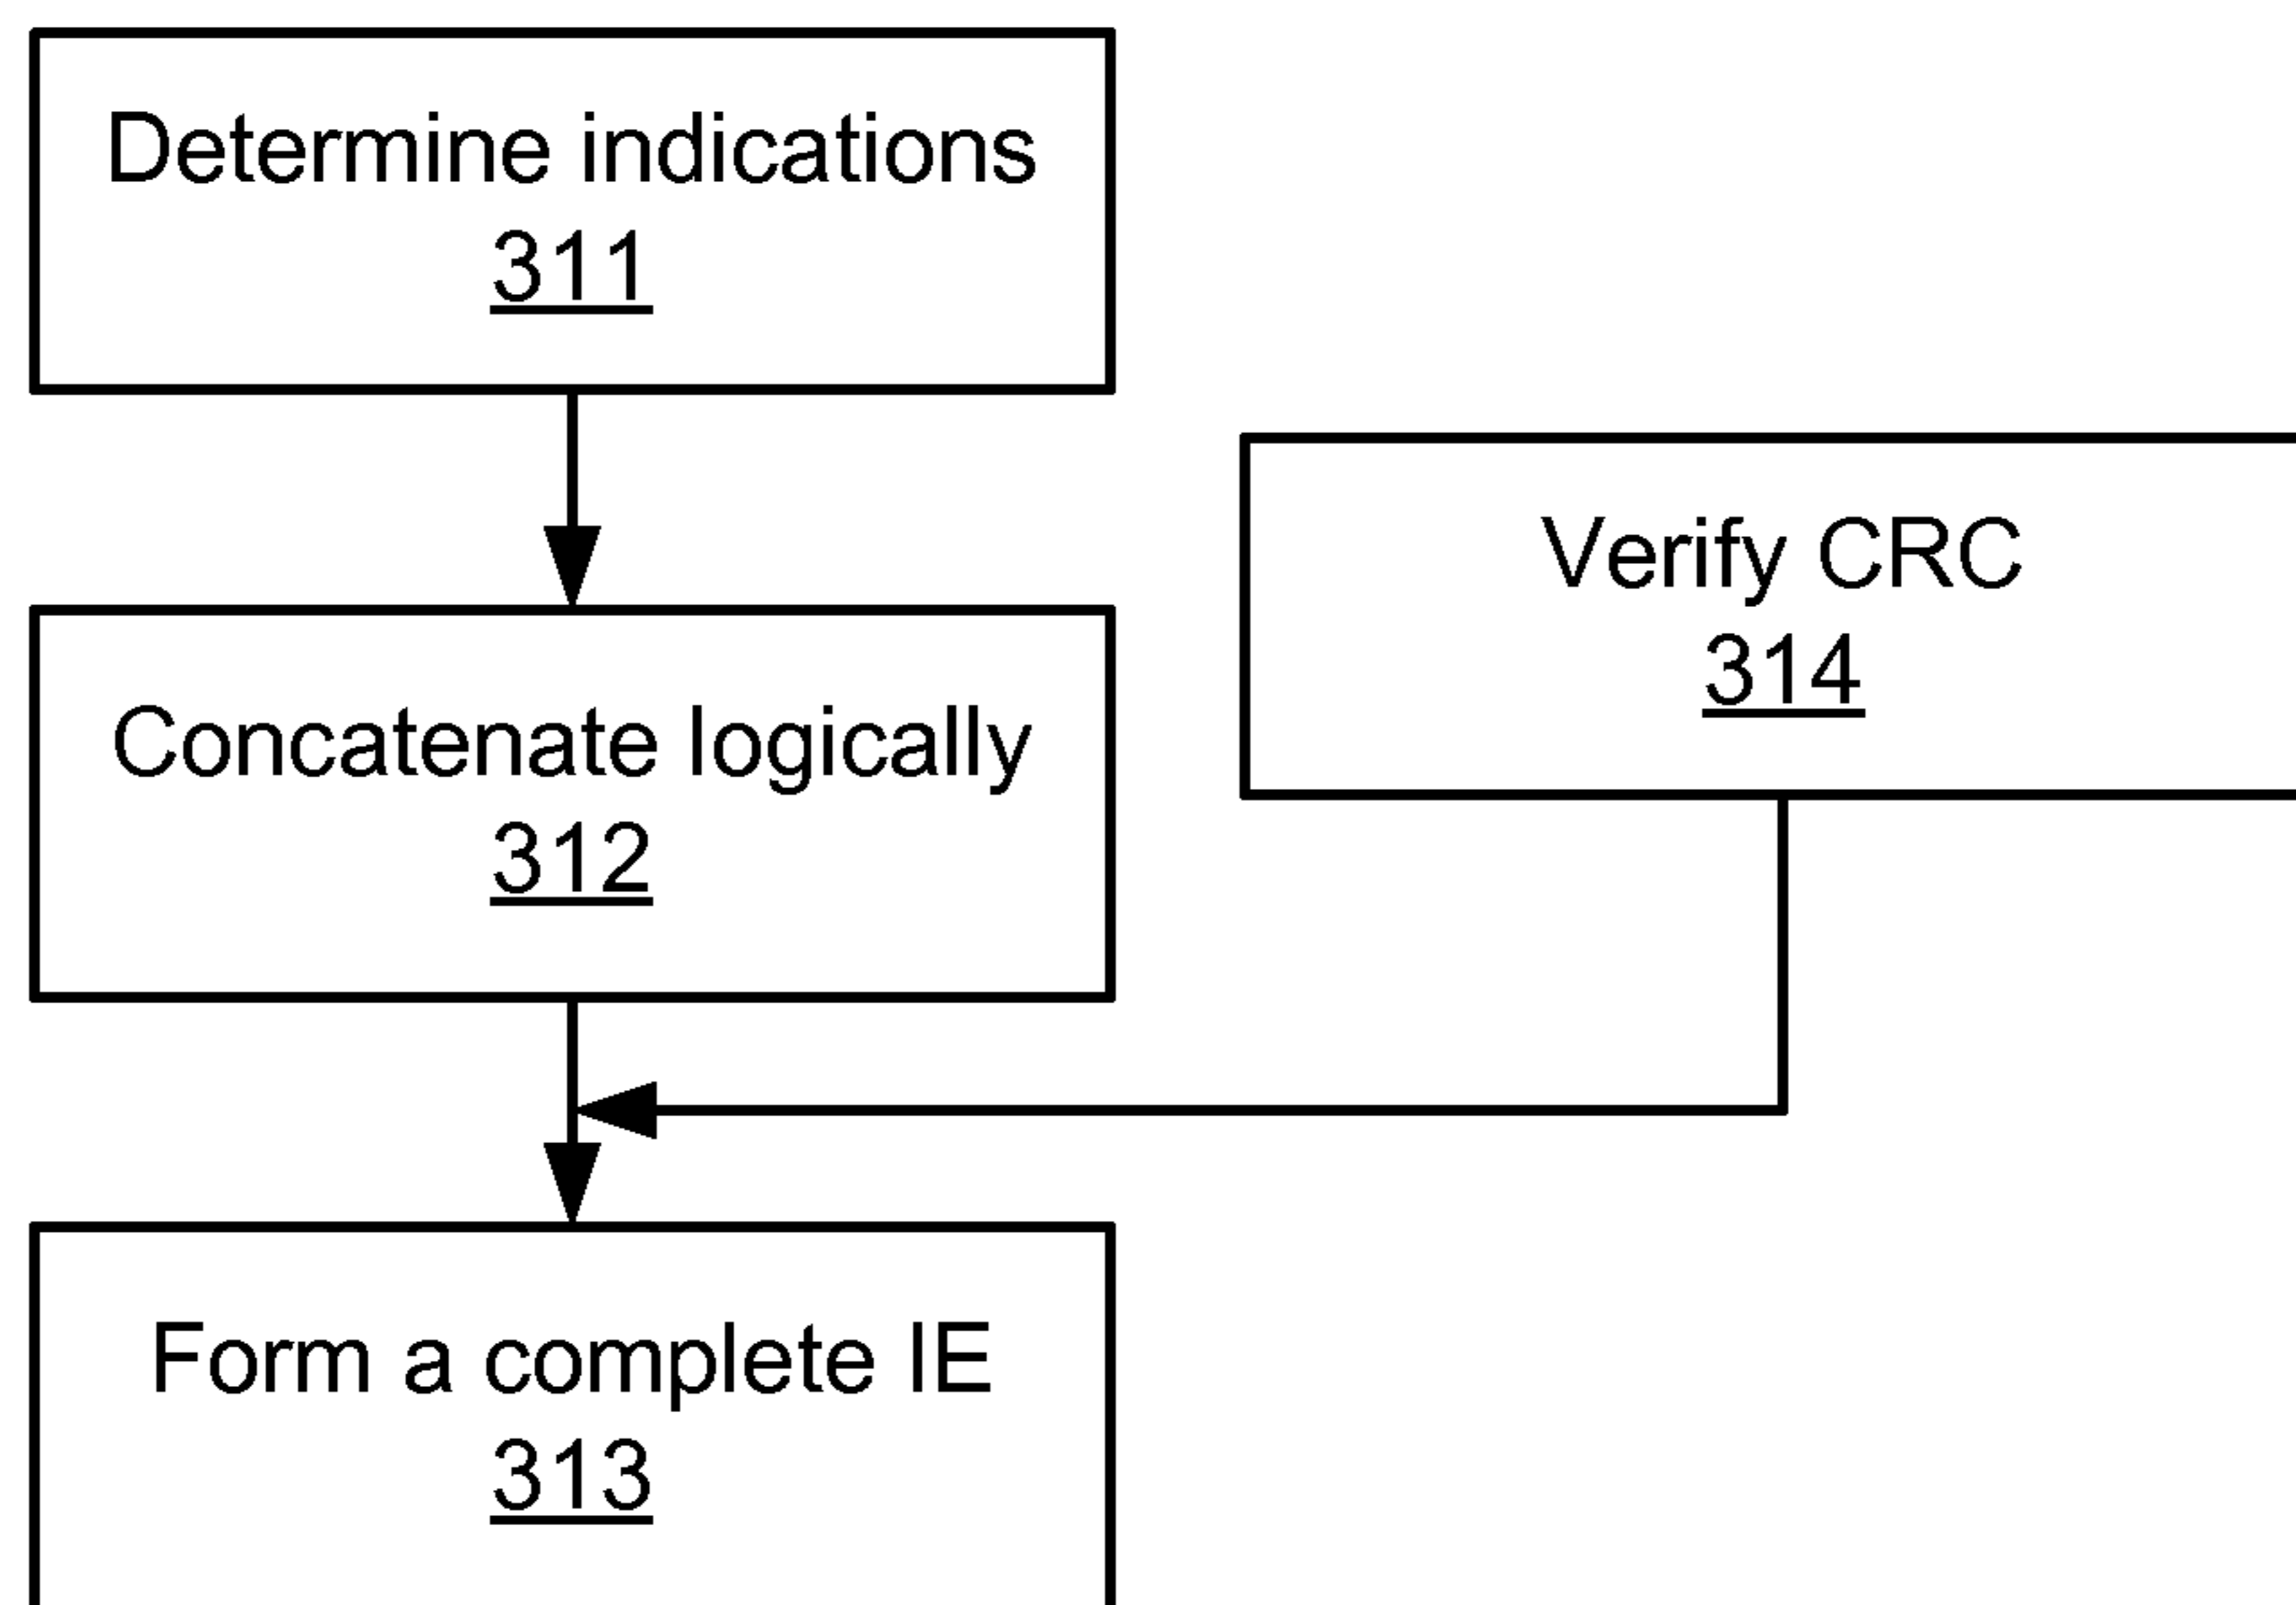 Determine indications
311
Verify CRC
314
Concatenate logically
312
Form a complete IE
313